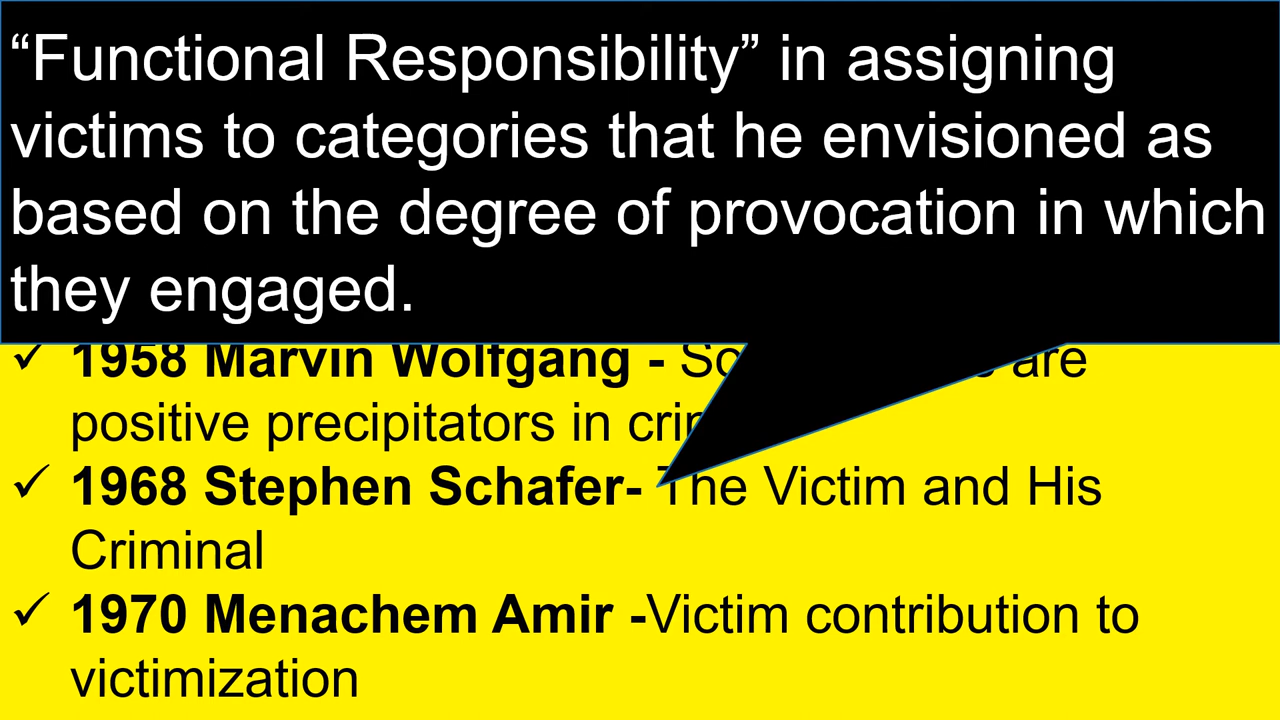 “Functional Responsibility” in assigning
victims to categories that he envisioned as
based on the degree of provocation in which
they engaged.
✓ 1958 Marvin Wolfgang - are
positive precipitators in
✓ 1968 Stephen Schafer- The Victim and His
Criminal
✓ 1970 Menachem Amir -Victim contribution to
victimization